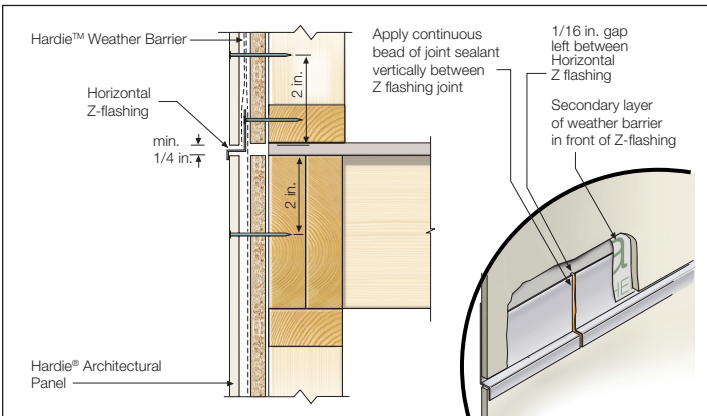 Hardie™ Weather Barrier
Horizontal
Z-flashing
min.
1/4 in.
Hardie® Architectural
Panel
2 in.
2 in.
Apply continuous
bead of joint sealant
vertically between
Z flashing joint
1/16 in. gap
left between
Horizontal
Z flashing
Secondary layer
of weather barrier
in front of Z-flashing
a
HE